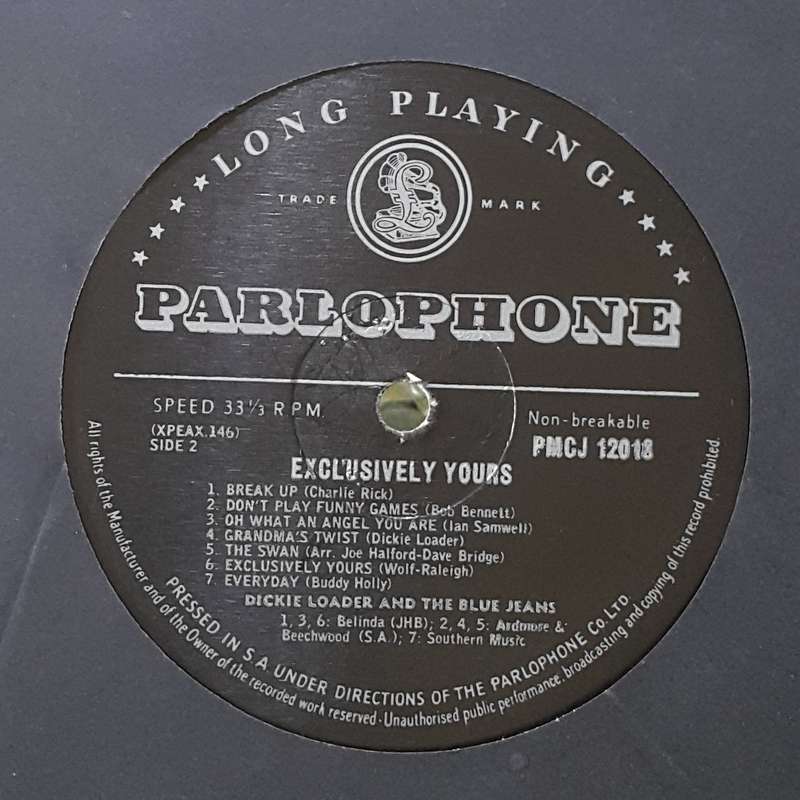 LONG PLAYING
TRADE MARK
PARLOPHONE
SPEED 33 1/3 R.P.M.
(XPEAX.146)
SIDE 2
Non-breakable
PMCJ 12018
EXCLUSIVELY YOURS
1. BREAK UP (Charlie Rick)
2. DON'T PLAY FUNNY GAMES (Bob Bennett)
3. OH WHAT AN ANGEL YOU ARE (Ian Samwell)
4. GRANDMA'S TWIST (Dickie Loader)
5. THE SWAN (Arr. Joe Halford-Dave Bridge)
6. EXCLUSIVELY YOURS (Wolf-Raleigh)
7. EVERYDAY (Buddy Holly)
DICKIE LOADER AND THE BLUE JEANS
1, 3, 6: Belinda (JHB); 2, 4, 5: Ardmore &
Beechwood (S.A.); 7: Southern Music
PRESSED IN S.A. UNDER DIRECTIONS OF THE PARLOPHONE Co. LTD.
All rights of the Manufacturer and of the Owner of the recorded work reserved · Unauthorised public performance, broadcasting and copying of this record prohibited.